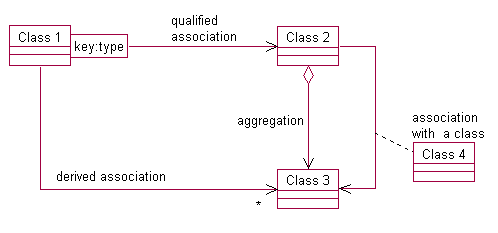 qualified
association
Class 1
key:type
Class 2
aggregation
association
with a class
Class 4
derived association
Class 3
*